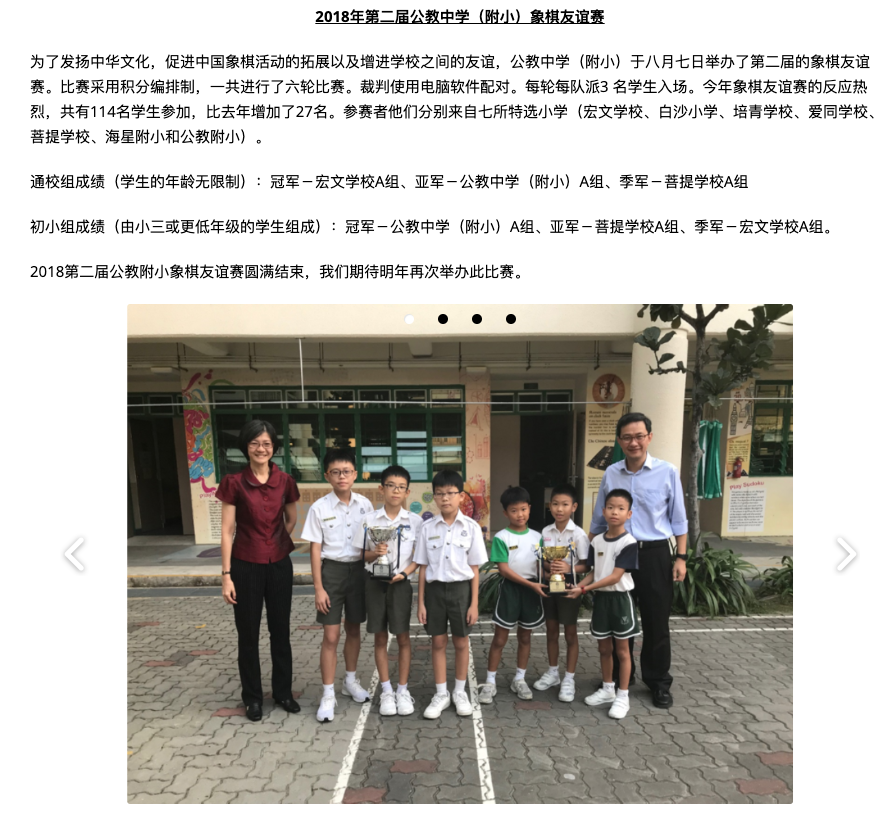 2018年第二届公教中学（附小）象棋友谊赛
为了发扬中华文化，促进中国象棋活动的拓展以及增进学校之间的友谊，公教中学（附小）于八月七日举办了第二届的象棋友谊
赛。比赛采用积分编排制，一共进行了六轮比赛。裁判使用电脑软件配对。每轮每队派3 名学生入场。今年象棋友谊赛的反应热
烈，共有114名学生参加，比去年增加了27名。参赛者他们分别来自七所特选小学（宏文学校、白沙小学、培青学校、爱同学校、
菩提学校、海星附小和公教附小）。
通校组成绩（学生的年龄无限制）：冠军－宏文学校A组、亚军－公教中学（附小）A组、季军－菩提学校A组
初小组成绩（由小三或更低年级的学生组成）：冠军－公教中学（附小）A组、亚军－菩提学校A组、季军－宏文学校A组。
2018第二届公教附小象棋友谊赛圆满结束，我们期待明年再次举办此比赛。
Play Sudoku